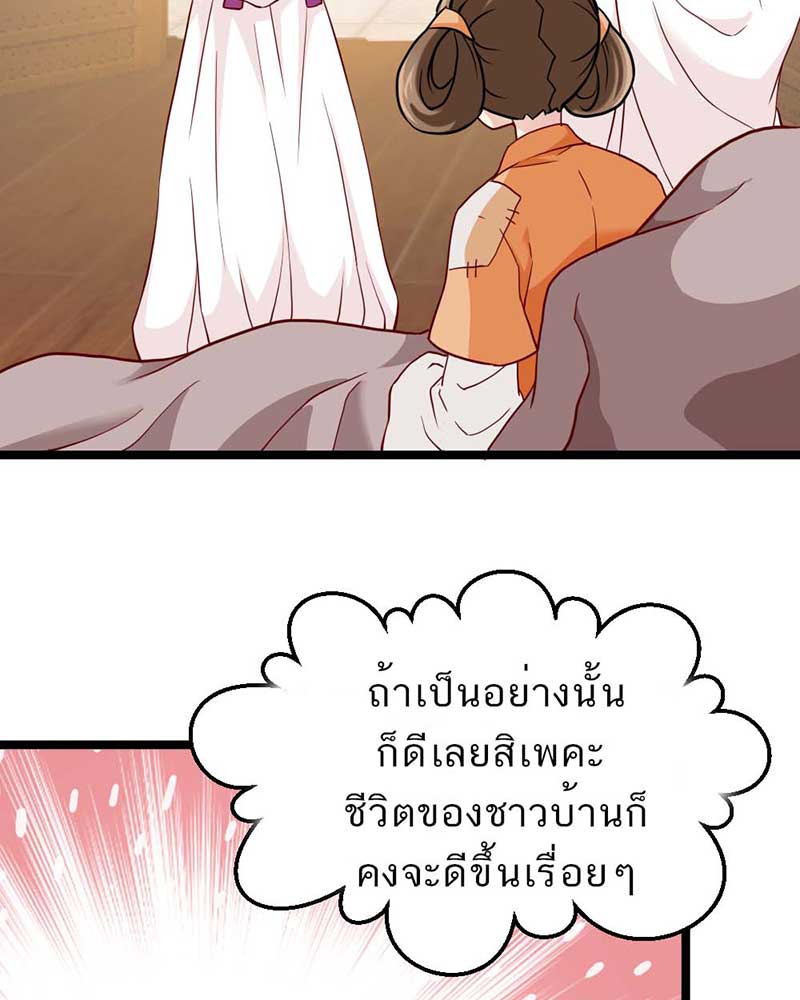 ถ้าเป็นอย่างนั้น
ก็ดีเลยสิเพคะ
ชีวิตของชาวบ้านก็
คงจะดีขึ้นเรื่อยๆ